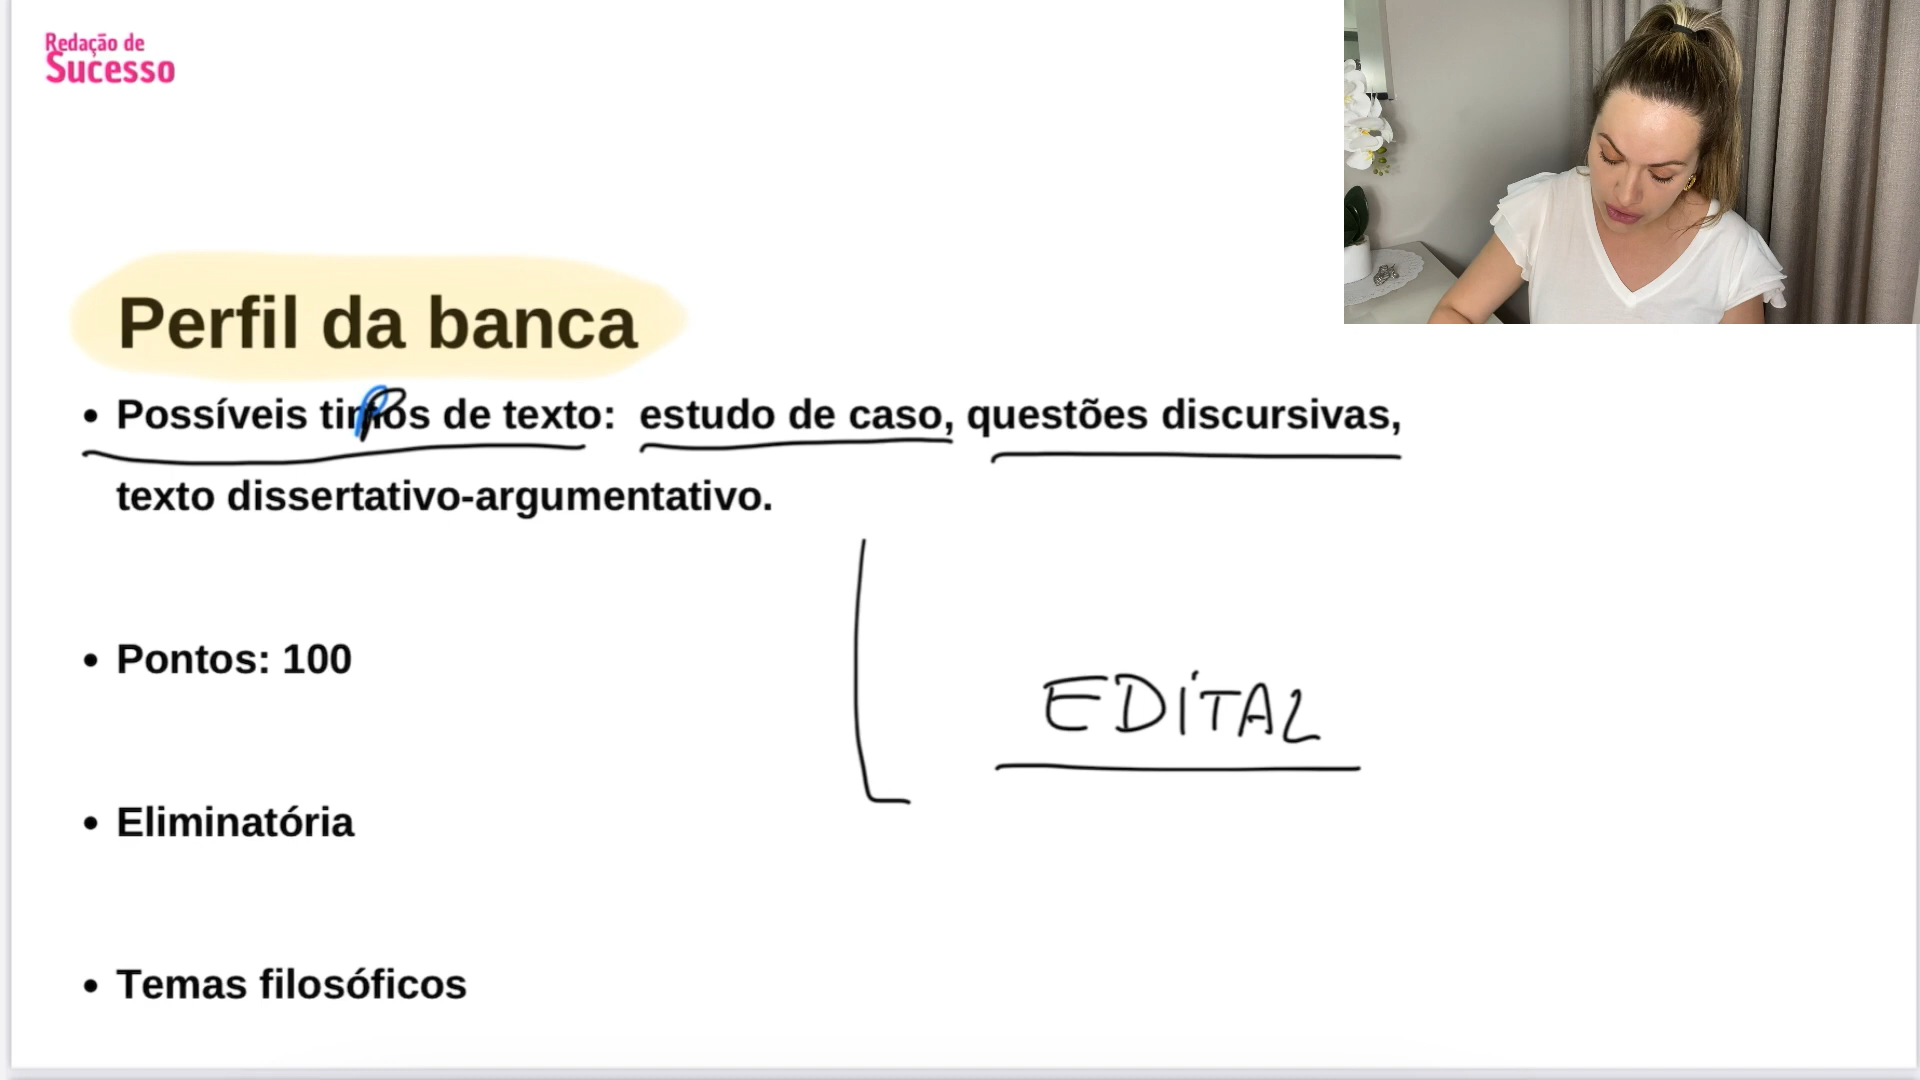 Redação de
Sucesso
Perfil da banca
• Possíveis tipos de texto: estudo de caso, questões discursivas,
texto dissertativo-argumentativo.
• Pontos: 100
EDITAL
• Eliminatória
• Temas filosóficos